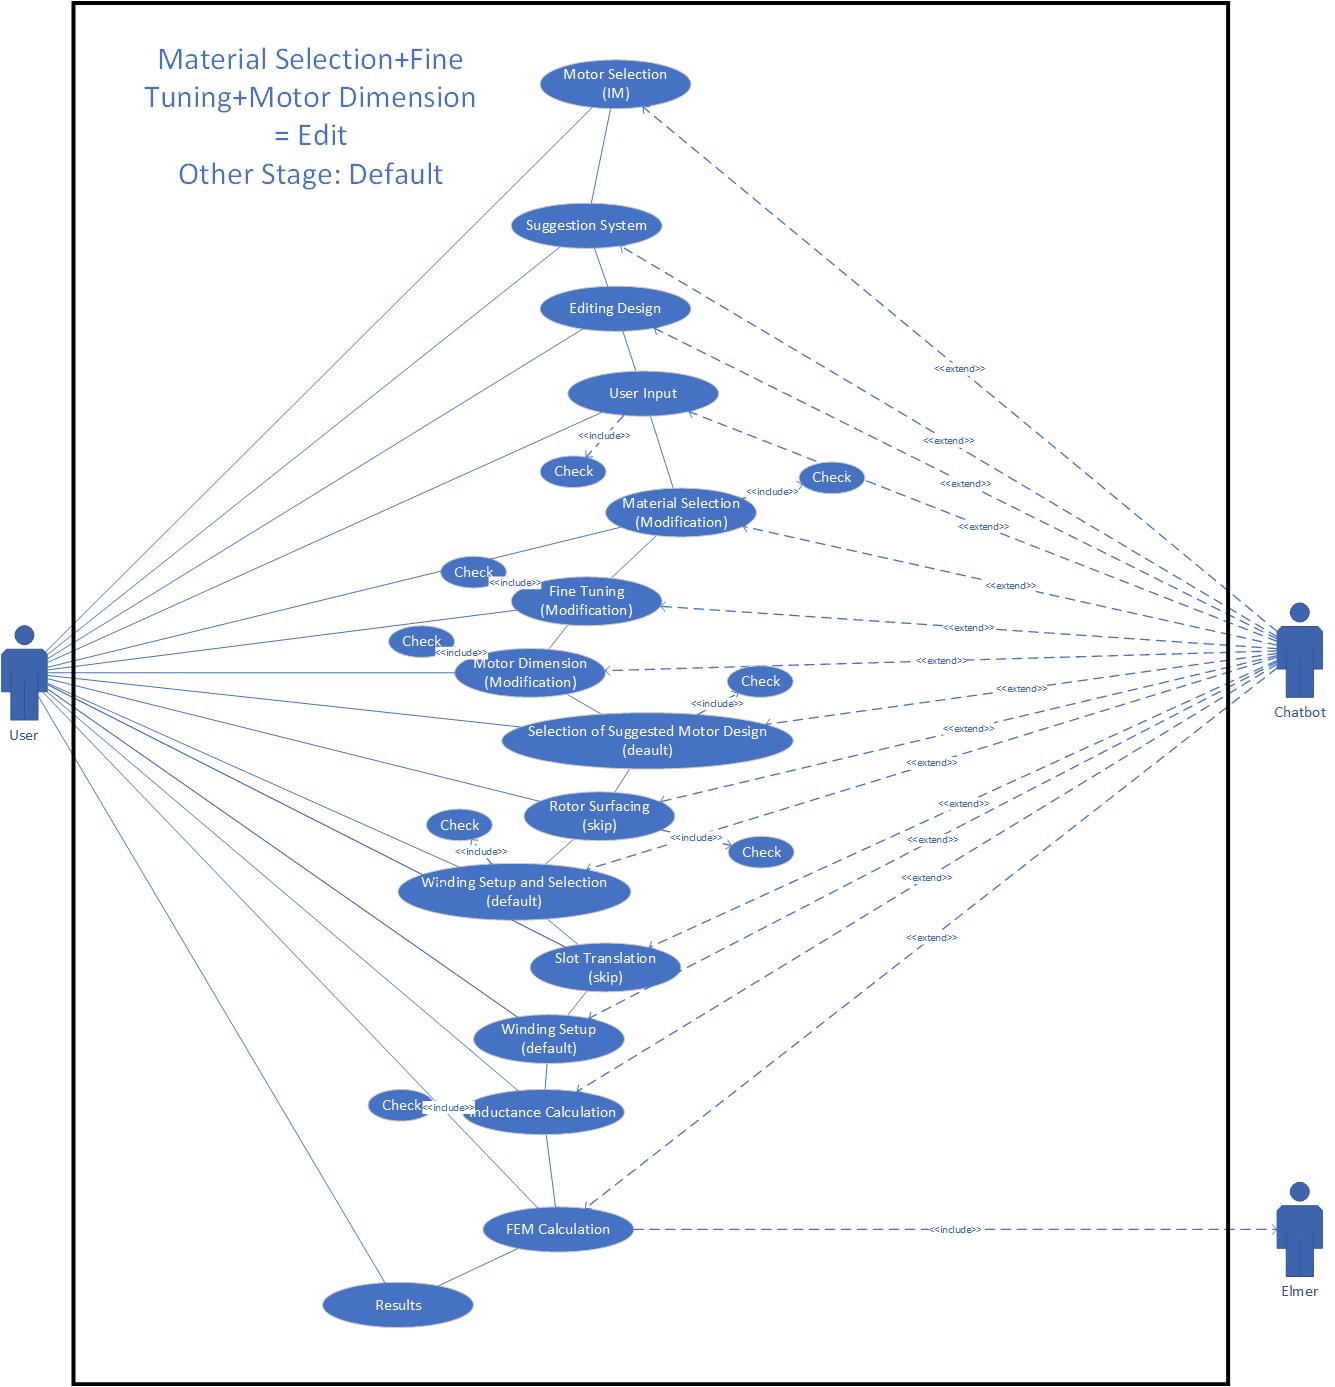 Material Selection+Fine
Tuning+Motor Dimension
= Edit
Other Stage: Default
Motor Selection
(IM)
Suggestion System
Editing Design
<<extend>>
User Input
<<include>>
<<extend>>
Check
Check
<<extend>>
<<include>>
Material Selection
(Modification)
<<extend>>
Check
<<include>>
<<extend>>
Fine Tuning
(Modification)
<<extend>>
Check
<<include>>
Motor Dimension
(Modification)
<<extend>>
Check
<<extend>>
<<include>>
User
Chatbot
Selection of Suggested Motor Design
(deault)
<<extend>>
<<extend>>
Rotor Surfacing
(skip)
<<extend>>
Check
<<include>>
<<extend>>
<<include>>
Check
Winding Setup and Selection
(default)
<<extend>>
<<extend>>
Slot Translation
(skip)
Winding Setup
(default)
Check
<<include>>
Inductance Calculation
FEM Calculation
<<include>>
Elmer
Results